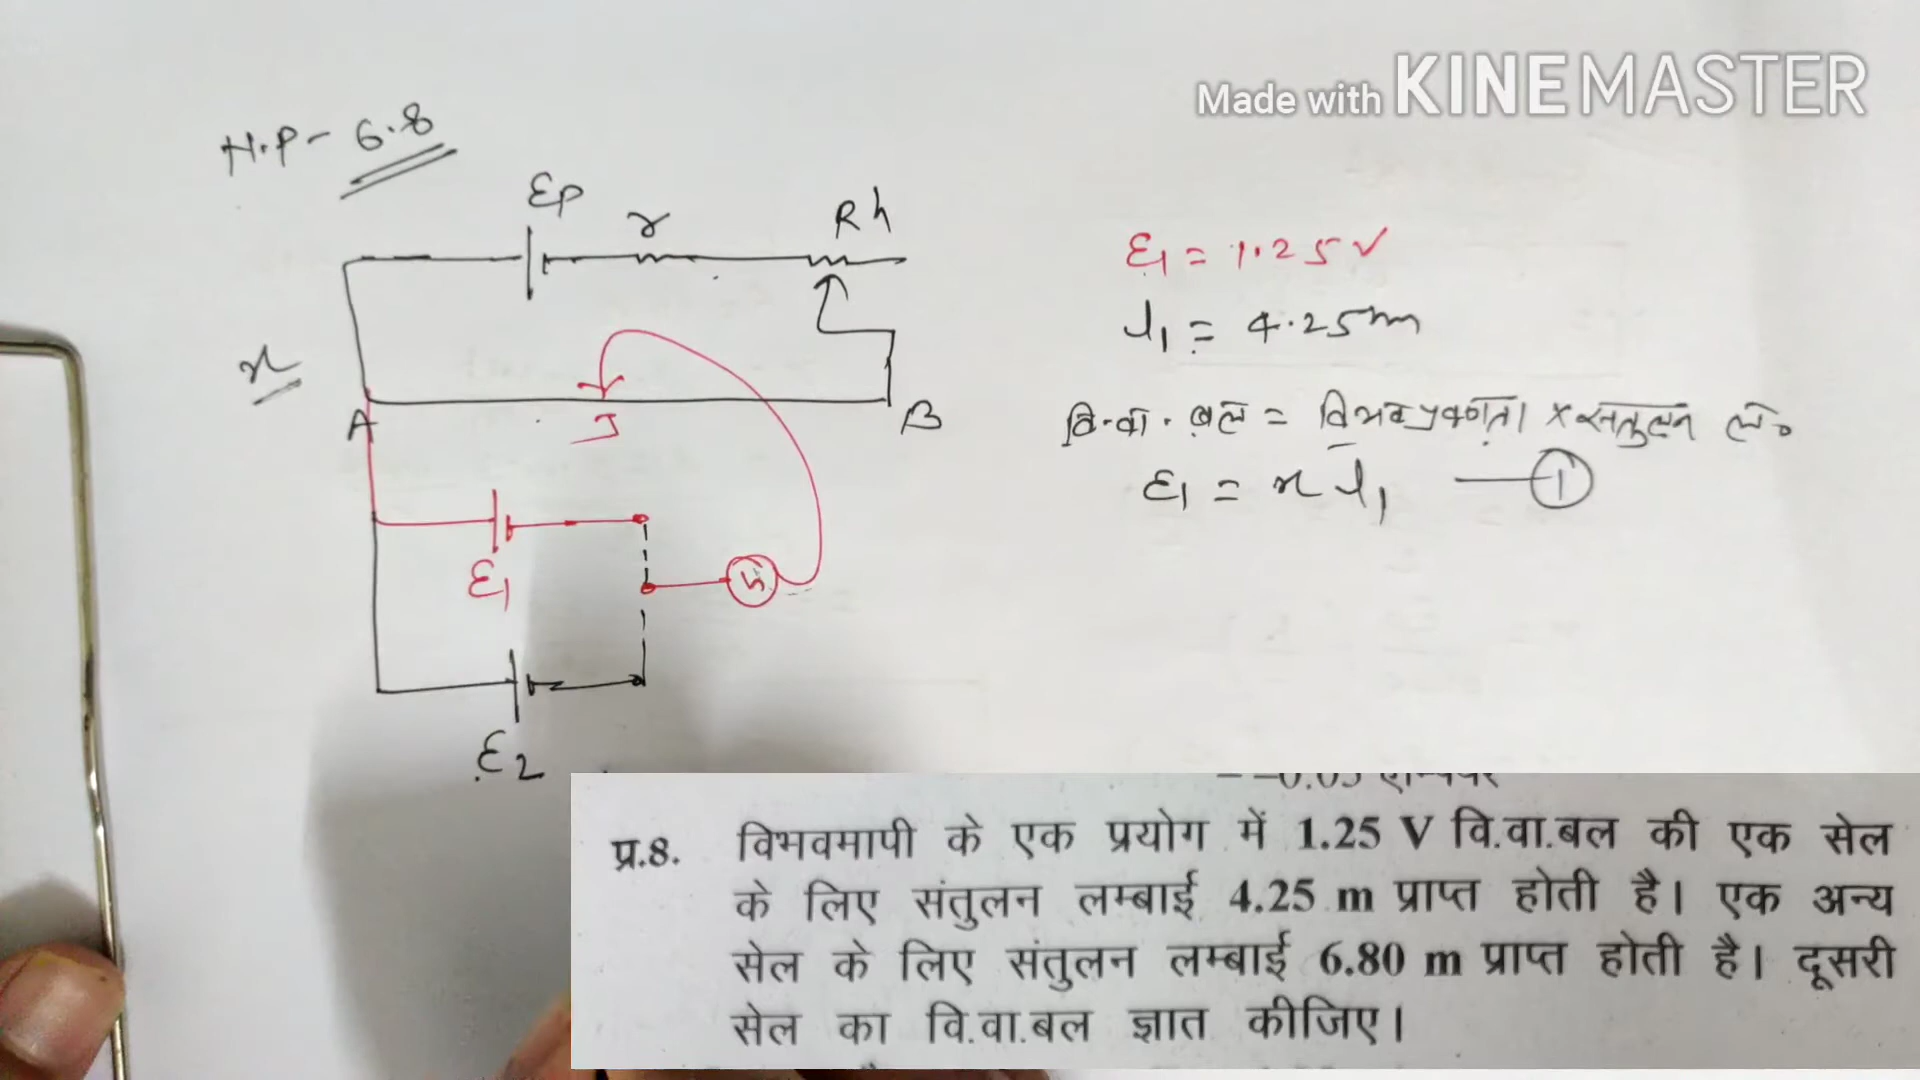 Made with KINEMASTER
H.P- 6.8
Ep
r
Rh
x
A
J
B
E1
G
E2
E1 = 1.25 V
l1 = 4.25m
वि.वा. बल = विभवप्रवणता × संतुलन लं०
E1 = x l1 —①
प्र.8. विभवमापी के एक प्रयोग में 1.25 V वि.वा.बल की एक सेल
के लिए संतुलन लम्बाई 4.25 m प्राप्त होती है। एक अन्य
सेल के लिए संतुलन लम्बाई 6.80 m प्राप्त होती है। दूसरी
सेल का वि.वा.बल ज्ञात कीजिए।